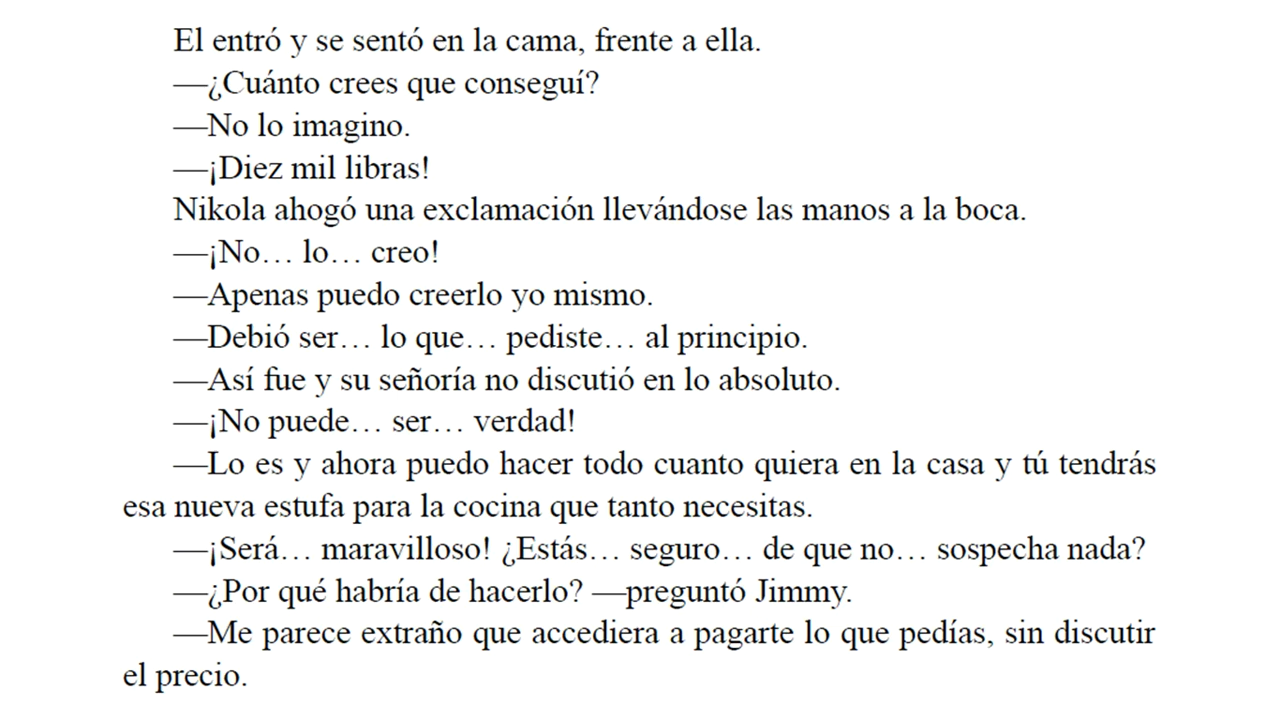 El entró y se sentó en la cama, frente a ella.
—¿Cuánto crees que conseguí?
—No lo imagino.
—¡Diez mil libras!
Nikola ahogó una exclamación llevándose las manos a la boca.
—¡No… lo… creo!
—Apenas puedo creerlo yo mismo.
—Debió ser… lo que… pediste… al principio.
—Así fue y su señoría no discutió en lo absoluto.
—¡No puede… ser… verdad!
—Lo es y ahora puedo hacer todo cuanto quiera en la casa y tú tendrás
esa nueva estufa para la cocina que tanto necesitas.
—¡Será… maravilloso! ¿Estás… seguro… de que no… sospecha nada?
—¿Por qué habría de hacerlo? —preguntó Jimmy.
—Me parece extraño que accediera a pagarte lo que pedías, sin discutir
el precio.